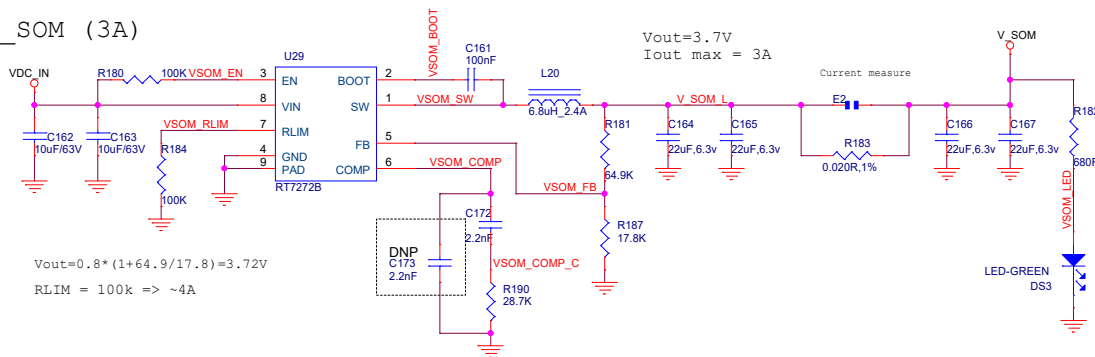 _SOM (3A)
VDC_IN
R180
100K
VSOM_EN
U29
3
EN
BOOT
2
8
VIN
SW
1
7
RLIM
FB
5
4
GND
9
PAD
COMP
6
RT7272B
VSOM_BOOT
C161
100nF
VSOM_SW
L20
6.8uH_2.4A
Vout=3.7V
Iout max = 3A
V_SOM
Current measure
E2
V_SOM_L
R183
0.020R,1%
C162
10uF/63V
C163
10uF/63V
VSOM_RLIM
R184
100K
R181
64.9K
C164
22uF,6.3v
C165
22uF,6.3v
C166
22uF,6.3v
C167
22uF,6.3v
R182
680R
VSOM_COMP
VSOM_FB
R187
17.8K
VSOM_LED
C172
2.2nF
DNP
C173
2.2nF
VSOM_COMP_C
R190
28.7K
LED-GREEN
DS3
Vout=0.8*(1+64.9/17.8)=3.72V
RLIM = 100k => ~4A